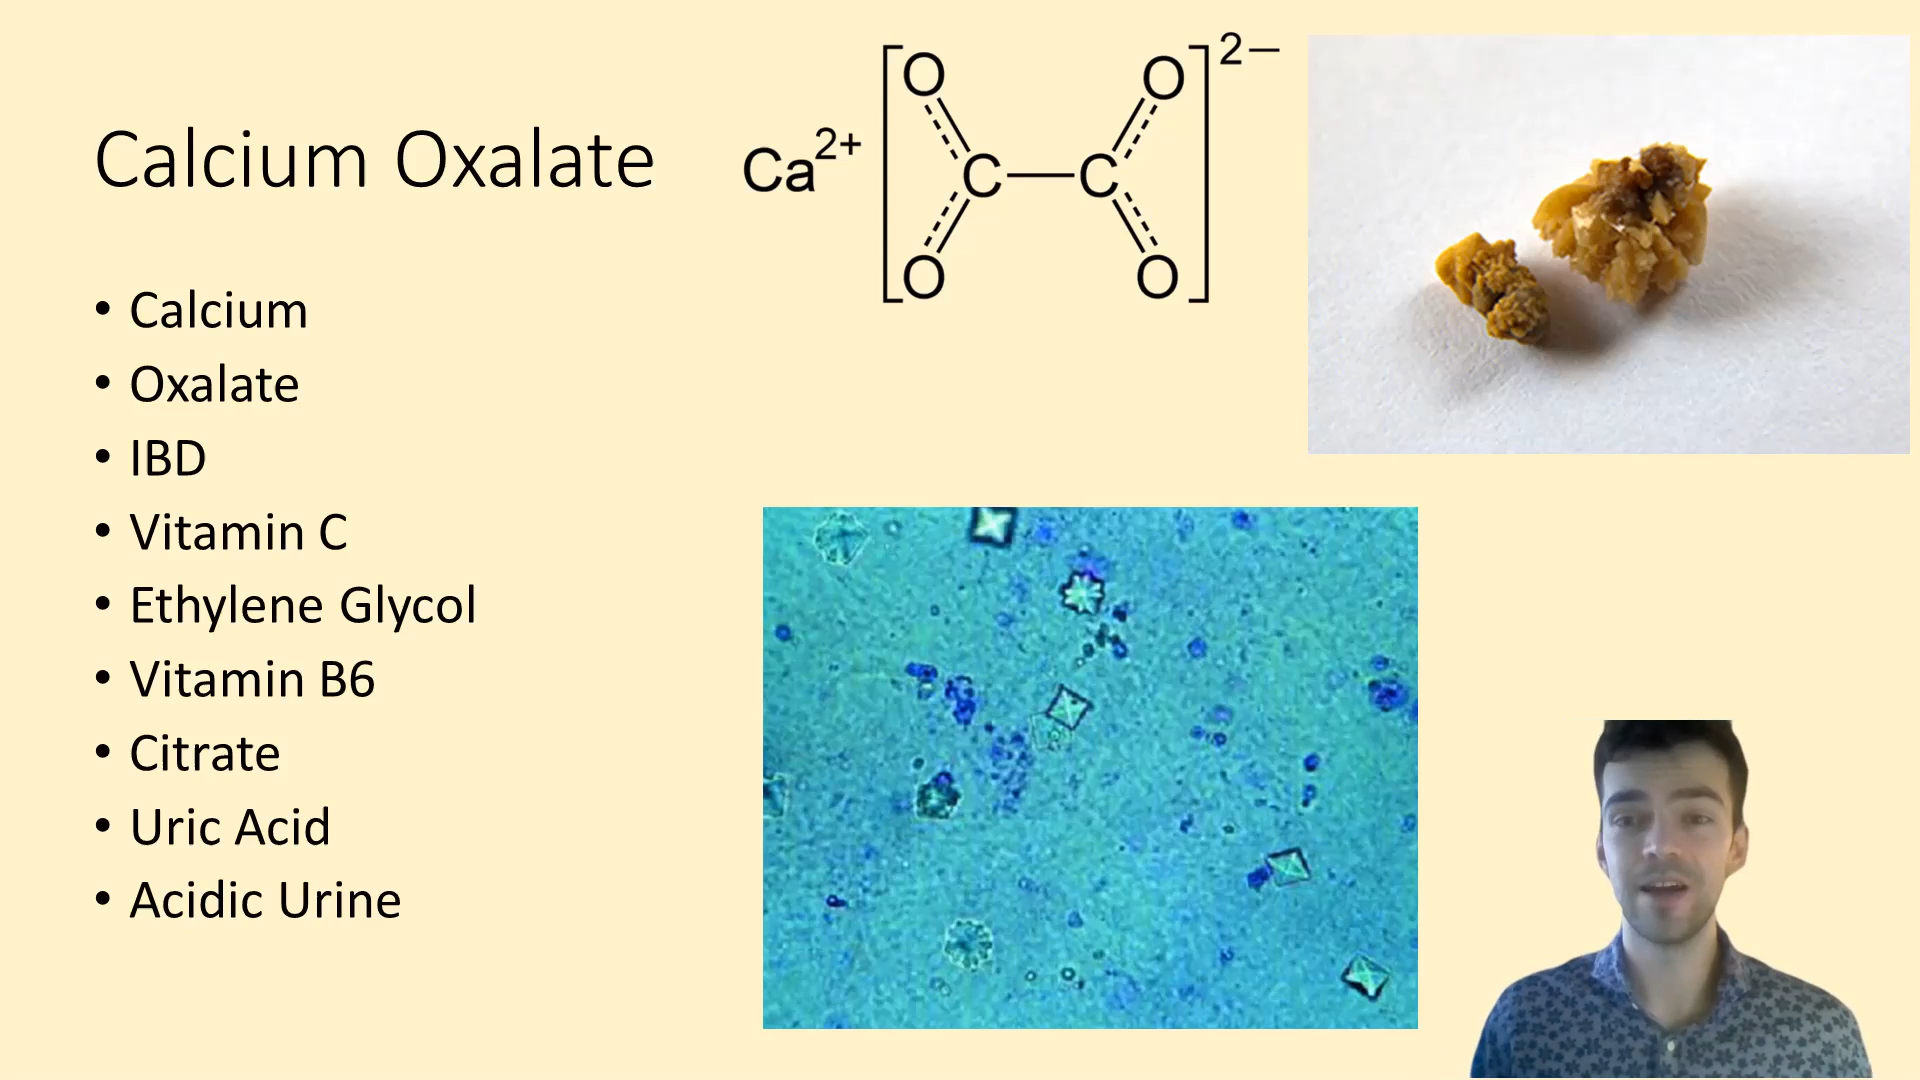 Calcium Oxalate
Ca2+ [O O C—C O O]2−
• Calcium
• Oxalate
• IBD
• Vitamin C
• Ethylene Glycol
• Vitamin B6
• Citrate
• Uric Acid
• Acidic Urine